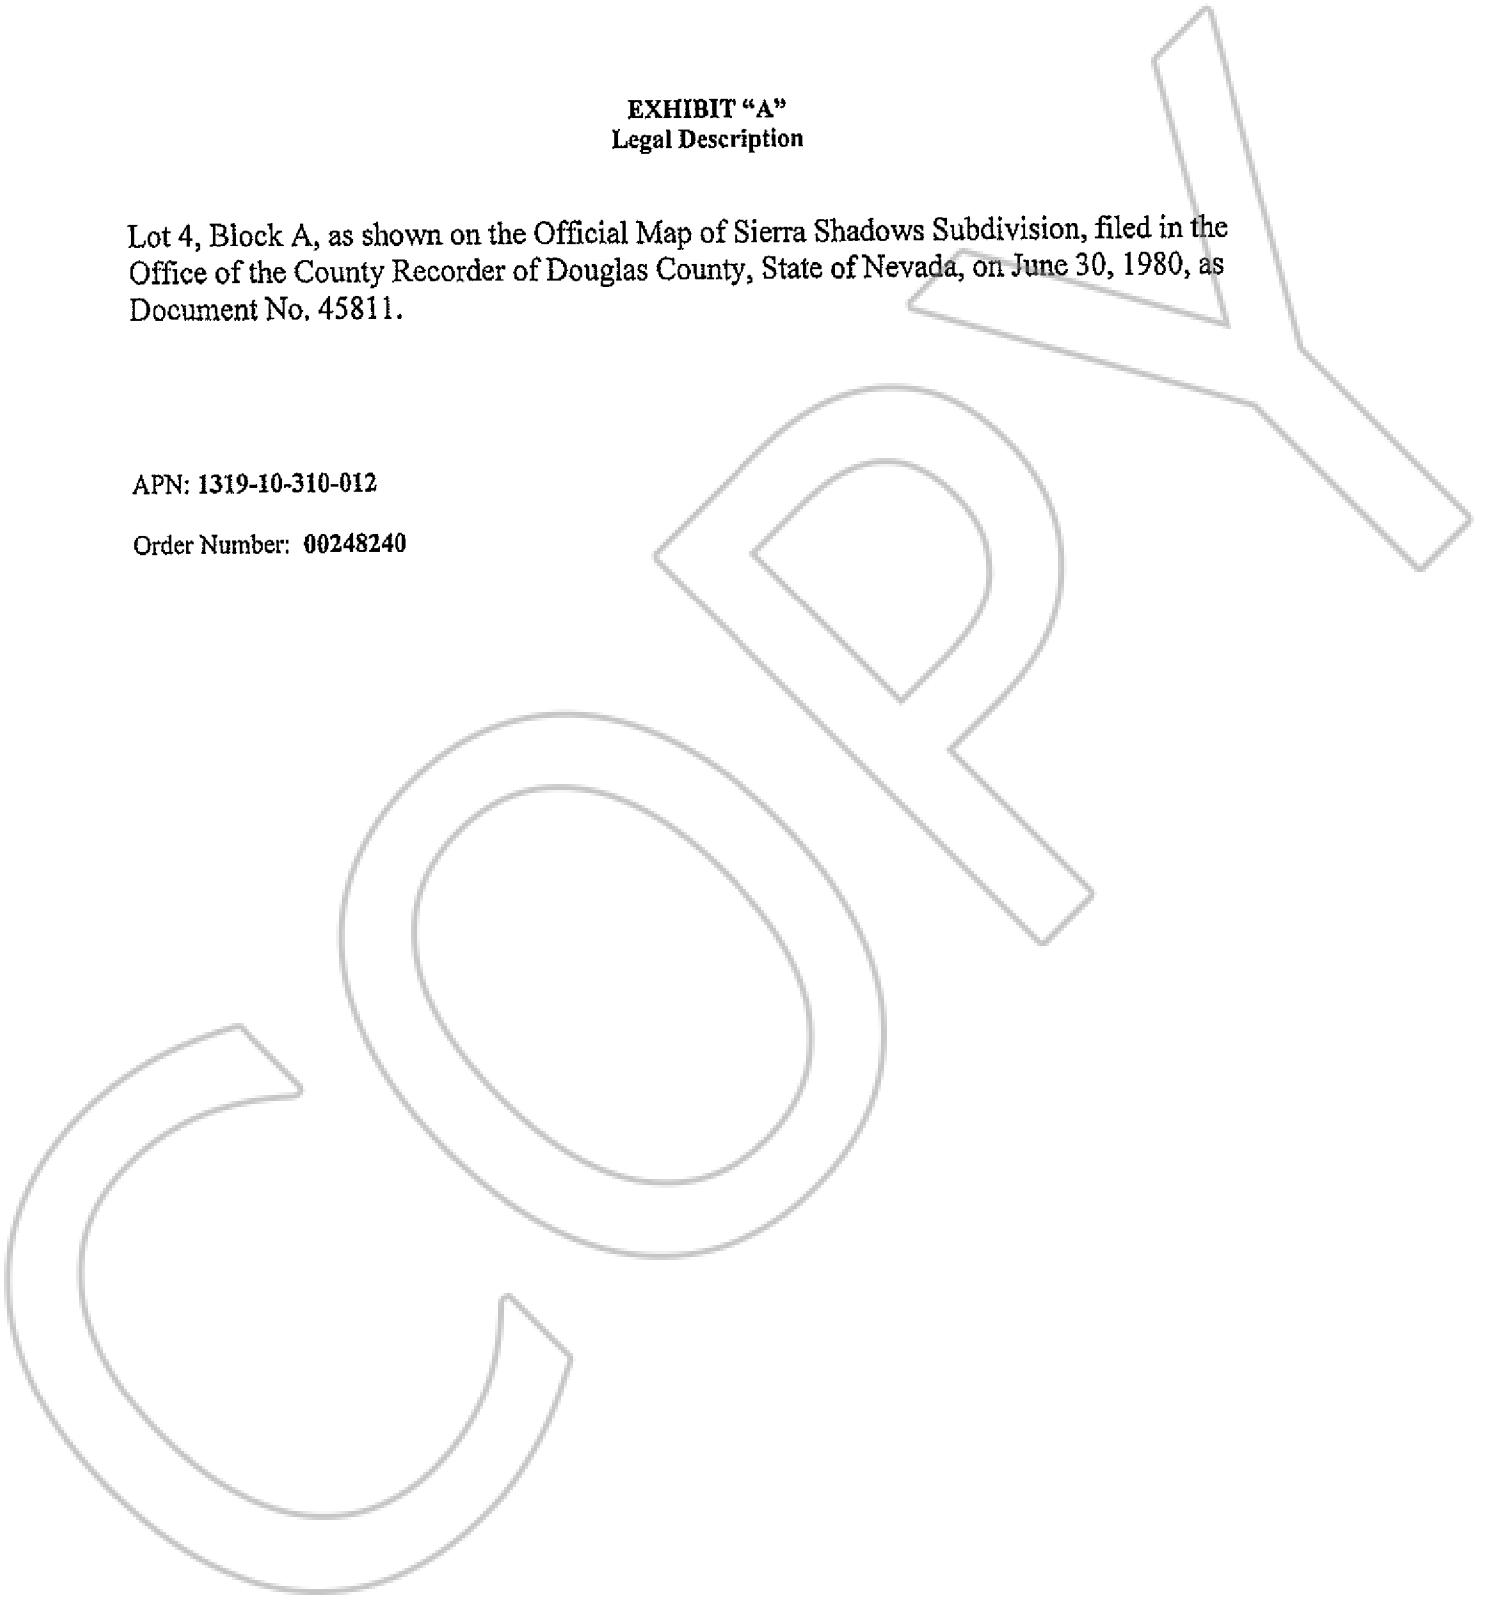 EXHIBIT “A”
Legal Description
Lot 4, Block A, as shown on the Official Map of Sierra Shadows Subdivision, filed in the
Office of the County Recorder of Douglas County, State of Nevada, on June 30, 1980, as
Document No. 45811.
APN: 1319-10-310-012
Order Number: 00248240
COPY